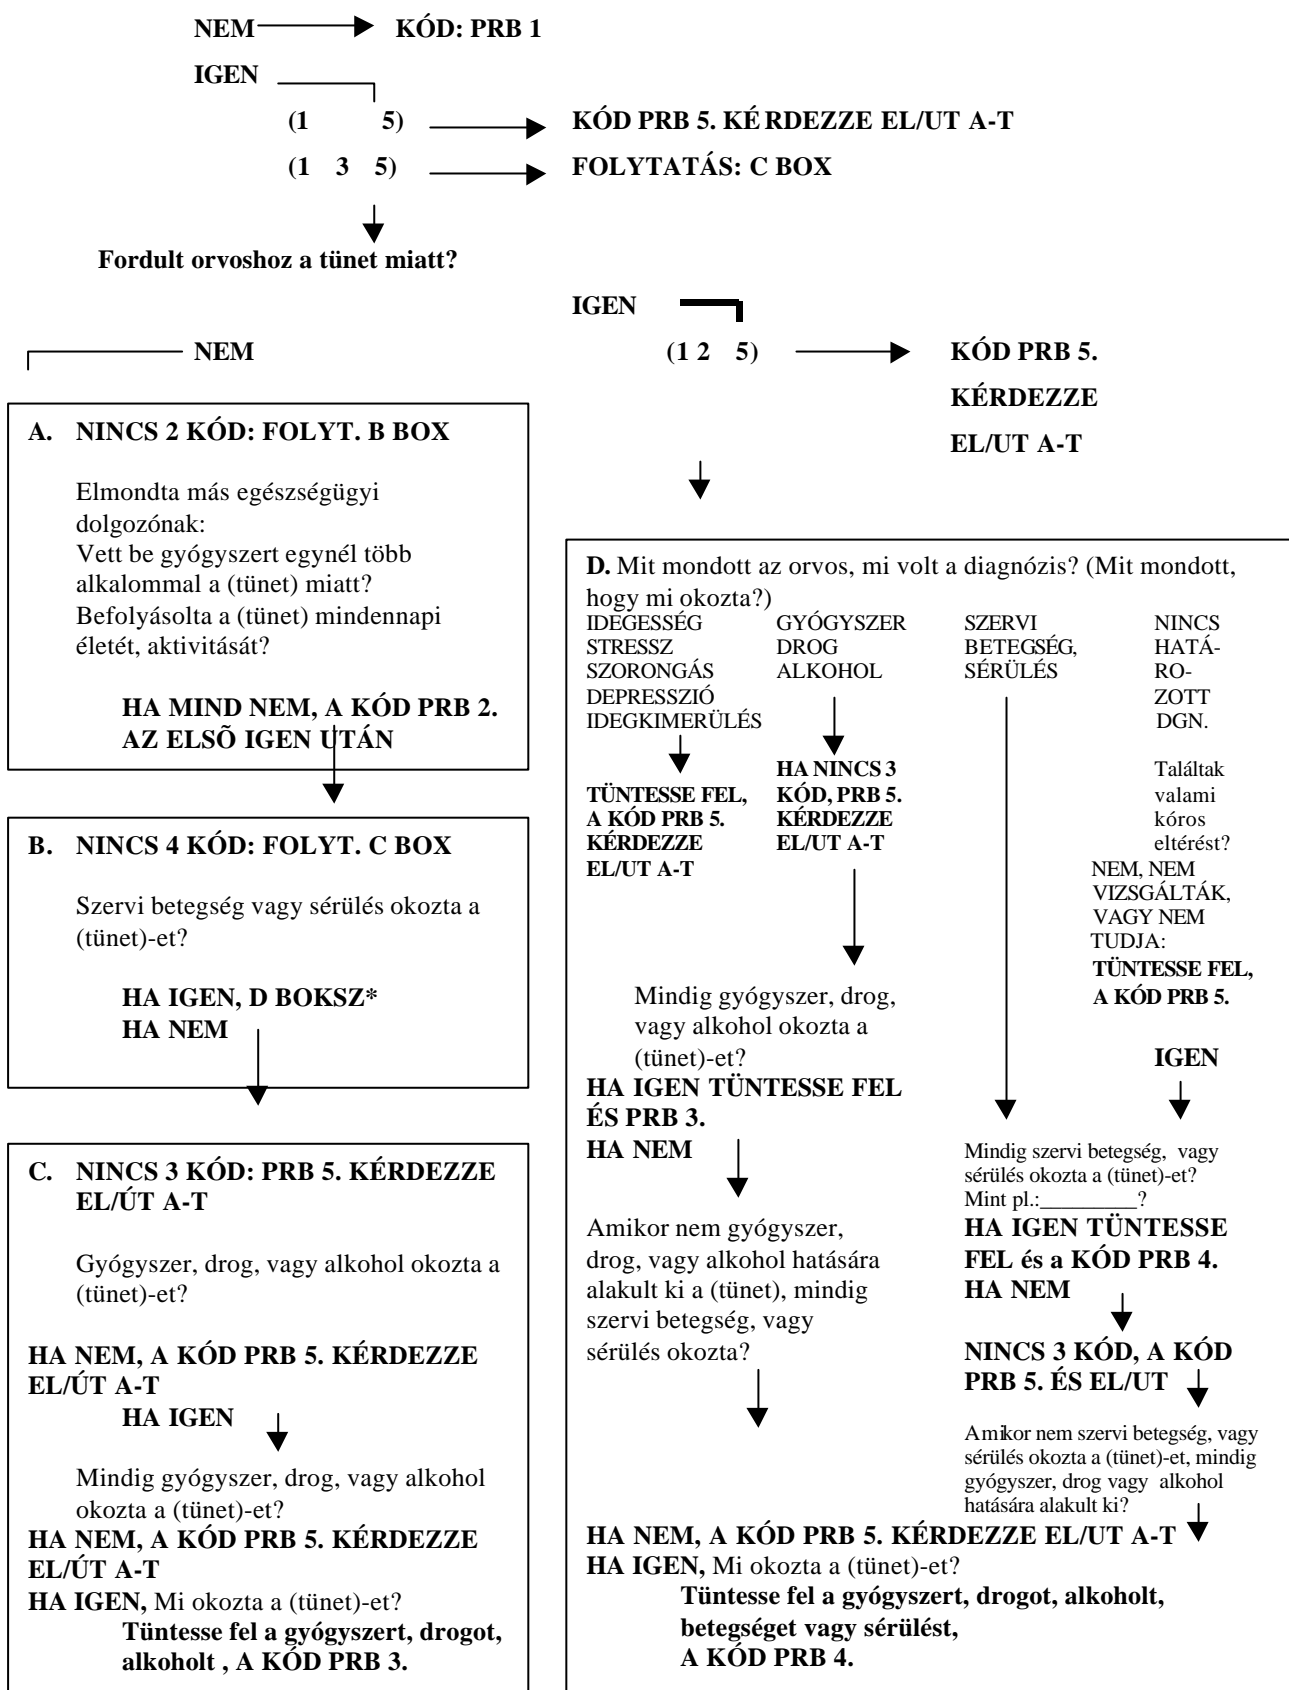 NEM KÓD: PRB 1
IGEN
(1 5) KÓD PRB 5. KÉRDEZZE EL/UT A-T
(1 3 5) FOLYTATÁS: C BOX
Fordult orvoshoz a tünet miatt?
IGEN
NEM
(1 2 5) KÓD PRB 5.
KÉRDEZZE
EL/UT A-T
A. NINCS 2 KÓD: FOLYT. B BOX
Elmondta más egészségügyi
dolgozónak:
Vett be gyógyszert egynél több
alkalommal a (tünet) miatt?
Befolyásolta a (tünet) mindennapi
életét, aktivitását?
HA MIND NEM, A KÓD PRB 2.
AZ ELSÕ IGEN UTÁN
B. NINCS 4 KÓD: FOLYT. C BOX
Szervi betegség vagy sérülés okozta a
(tünet)-et?
HA IGEN, D BOKSZ*
HA NEM
C. NINCS 3 KÓD: PRB 5. KÉRDEZZE
EL/ÚT A-T
Gyógyszer, drog, vagy alkohol okozta a
(tünet)-et?
HA NEM, A KÓD PRB 5. KÉRDEZZE
EL/ÚT A-T
HA IGEN
Mindig gyógyszer, drog, vagy alkohol
okozta a (tünet)-et?
HA NEM, A KÓD PRB 5. KÉRDEZZE
EL/ÚT A-T
HA IGEN, Mi okozta a (tünet)-et?
Tüntesse fel a gyógyszert, drogot,
alkoholt , A KÓD PRB 3.
D. Mit mondott az orvos, mi volt a diagnózis? (Mit mondott,
hogy mi okozta?)
IDEGESSÉG
STRESSZ
SZORONGÁS
DEPRESSZIÓ
IDEGKIMERÜLÉS
TÜNTESSE FEL,
A KÓD PRB 5.
KÉRDEZZE
EL/UT A-T
GYÓGYSZER
DROG
ALKOHOL
HA NINCS 3
KÓD, PRB 5.
KÉRDEZZE
EL/UT A-T
Mindig gyógyszer, drog,
vagy alkohol okozta a
(tünet)-et?
HA IGEN TÜNTESSE FEL
ÉS PRB 3.
HA NEM
Amikor nem gyógyszer,
drog, vagy alkohol hatására
alakult ki a (tünet), mindig
szervi betegség, vagy
sérülés okozta?
SZERVI
BETEGSÉG,
SÉRÜLÉS
NINCS
HATÁ-
RO-
ZOTT
DGN.
Találtak
valami
kóros
eltérést?
NEM, NEM
VIZSGÁLTÁK,
VAGY NEM
TUDJA:
TÜNTESSE FEL,
A KÓD PRB 5.
IGEN
Mindig szervi betegség, vagy
sérülés okozta a (tünet)-et?
Mint pl.:_________?
HA IGEN TÜNTESSE
FEL és a KÓD PRB 4.
HA NEM
NINCS 3 KÓD, A KÓD
PRB 5. ÉS EL/UT
Amikor nem szervi betegség, vagy
sérülés okozta a (tünet)-et, mindig
gyógyszer, drog vagy alkohol
hatására alakult ki?
HA NEM, A KÓD PRB 5. KÉRDEZZE EL/UT A-T
HA IGEN, Mi okozta a (tünet)-et?
Tüntesse fel a gyógyszert, drogot, alkoholt,
betegséget vagy sérülést,
A KÓD PRB 4.